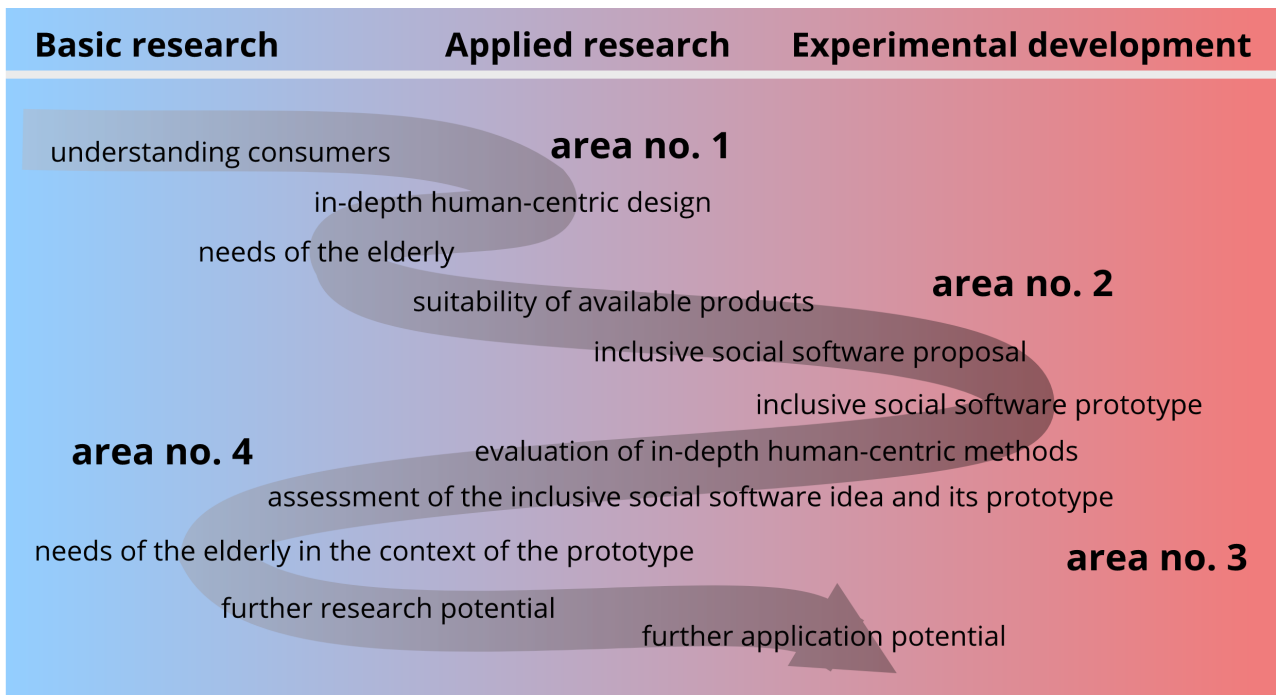 Basic research
Applied research
Experimental development
understanding consumers
area no. 1
in-depth human-centric design
needs of the elderly
area no. 2
suitability of available products
inclusive social software proposal
inclusive social software prototype
area no. 4
evaluation of in-depth human-centric methods
assessment of the inclusive social software idea and its prototype
needs of the elderly in the context of the prototype
area no. 3
further research potential
further application potential